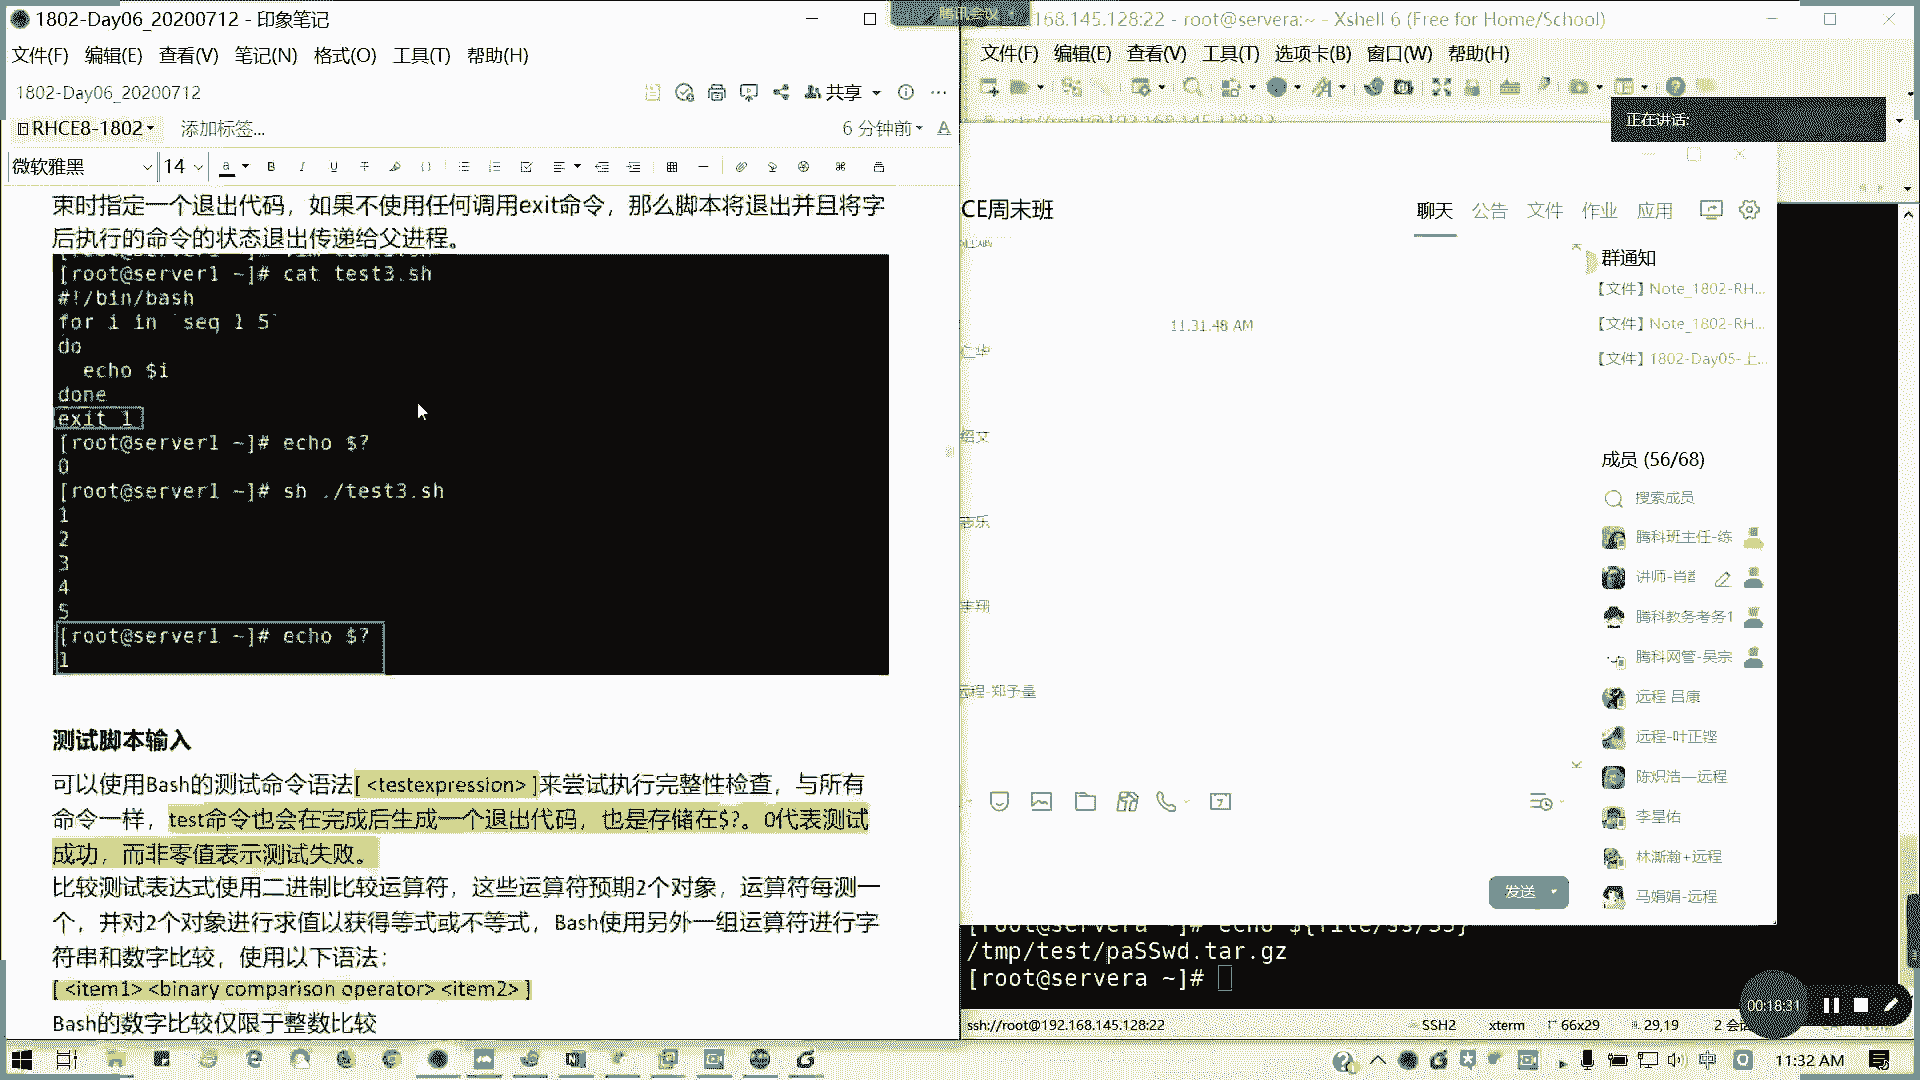 1802-Day06_20200712 - 印象笔记
文件(F) 编辑(E) 查看(V) 笔记(N) 格式(O) 工具(T) 帮助(H)
1802-Day06_20200712
共享
RHCE8-1802
添加标签...
6 分钟前
微软雅黑 14
束时指定一个退出代码，如果不使用任何调用exit命令，那么脚本将退出并且将字
后执行的命令的状态退出传递给父进程。
[root@server1 ~]# cat test3.sh
#!/bin/bash
for i in `seq 1 5`
do
echo $i
done
exit 1
[root@server1 ~]# echo $?
0
[root@server1 ~]# sh ./test3.sh
1
2
3
4
5
[root@server1 ~]# echo $?
1
测试脚本输入
可以使用Bash的测试命令语法[ <testexpression> ]来尝试执行完整性检查，与所有
命令一样，test命令也会在完成后生成一个退出代码，也是存储在$?。0代表测试
成功，而非零值表示测试失败。
比较测试表达式使用二进制比较运算符，这些运算符预期2个对象，运算符每测一
个，并对2个对象进行求值以获得等式或不等式，Bash使用另外一组运算符进行字
符串和数字比较，使用以下语法：
[ <item1> <binary comparison operator> <item2> ]
Bash的数字比较仅限于整数比较
腾讯会议
168.145.128:22 - root@servera:~ - Xshell 6 (Free for Home/School)
文件(F) 编辑(E) 查看(V) 工具(T) 选项卡(B) 窗口(W) 帮助(H)
正在讲话:
CE周末班
聊天 公告 文件 作业 应用
11:31:48 AM
群通知
【文件】Note_1802-RH...
【文件】Note_1802-RH...
【文件】1802-Day05-上...
成员 (56/68)
搜索成员
腾科班主任-练
讲师-肖
腾科教务考务1
腾科网管-吴宗
远程 吕康
远程-叶正铿
陈炽浩—远程
李星佑
林澌瀚+远程
马娟娟-远程
发送
[root@servera ~]# echo ${file/ss/SS}
/tmp/test/paSSwd.tar.gz
[root@servera ~]#
00:18:31
ssh://root@192.168.145.128:22
SSH2
xterm
66x29
29,19
11:32 AM